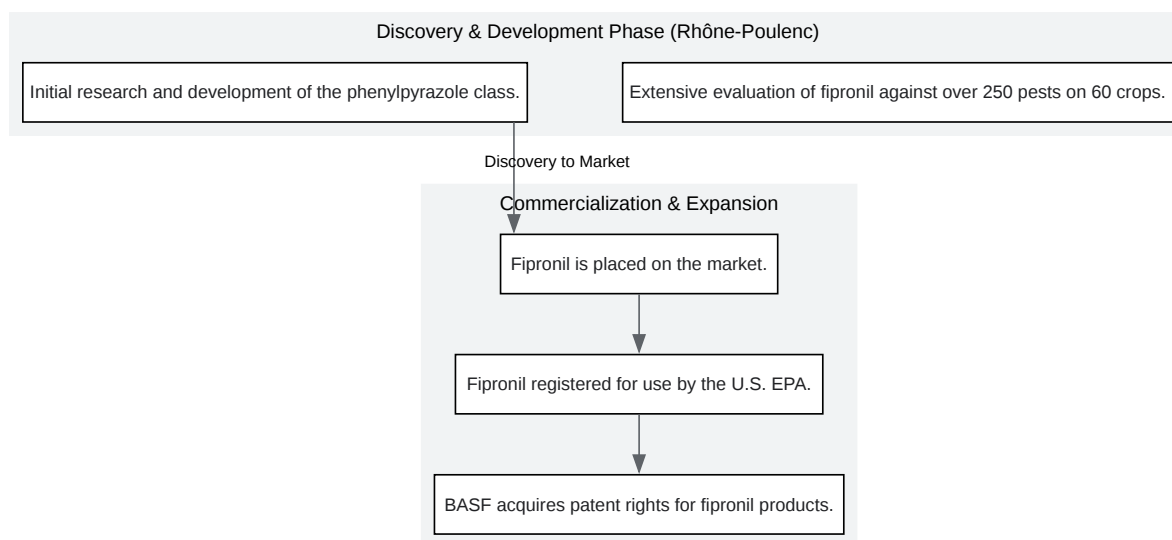 Discovery & Development Phase (Rhône-Poulenc)
Initial research and development of the phenylpyrazole class.
Extensive evaluation of fipronil against over 250 pests on 60 crops.
Discovery to Market
Commercialization & Expansion
Fipronil is placed on the market.
Fipronil registered for use by the U.S. EPA.
BASF acquires patent rights for fipronil products.